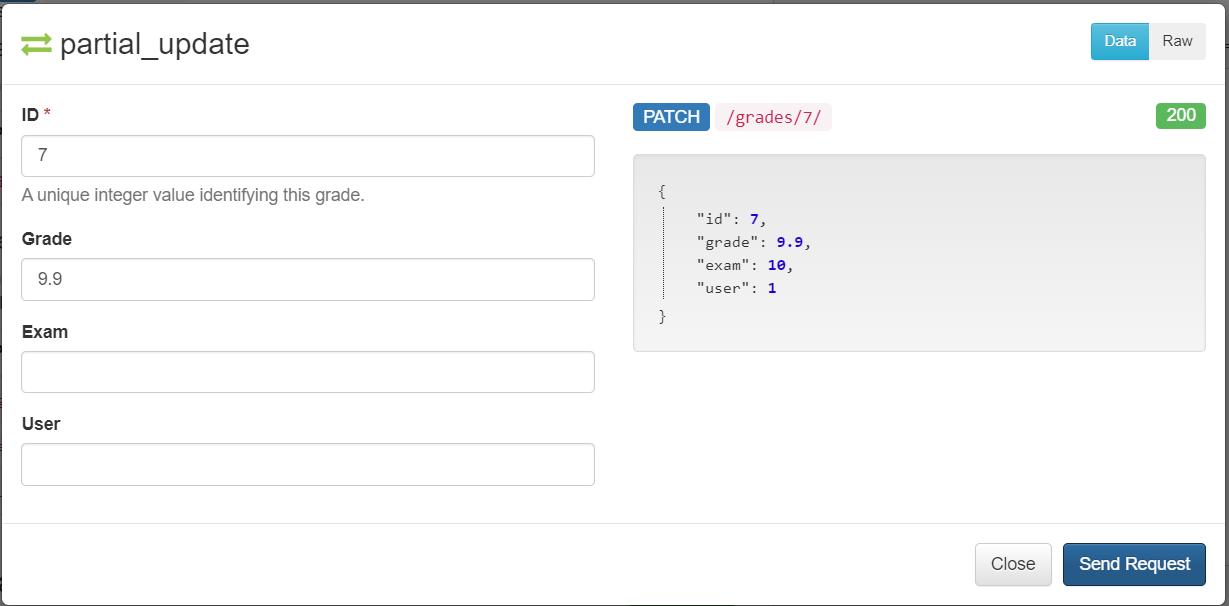 partial_update
Data Raw
ID *
7
A unique integer value identifying this grade.
Grade
9.9
Exam
User
PATCH /grades/7/ 200
{
"id": 7,
"grade": 9.9,
"exam": 10,
"user": 1
}
Close Send Request